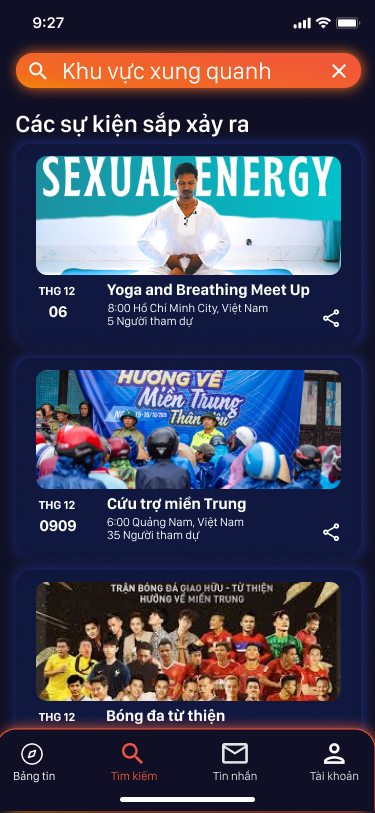 9:27
Khu vực xung quanh
Các sự kiện sắp xảy ra
SEXUAL ENERGY
THG 12
06
Yoga and Breathing Meet Up
8:00 Hồ Chí Minh City, Việt Nam
5 Người tham dự
HƯỚNG VỀ
Miền Trung
Thân Yêu
THG 12
0909
Cứu trợ miền Trung
6:00 Quảng Nam, Việt Nam
35 Người tham dự
TRẬN BÓNG ĐÁ GIAO HỮU - TỪ THIỆN
HƯỚNG VỀ MIỀN TRUNG
THG 12
Bóng đa từ thiện
Bảng tin
Tìm kiếm
Tin nhắn
Tài khoản